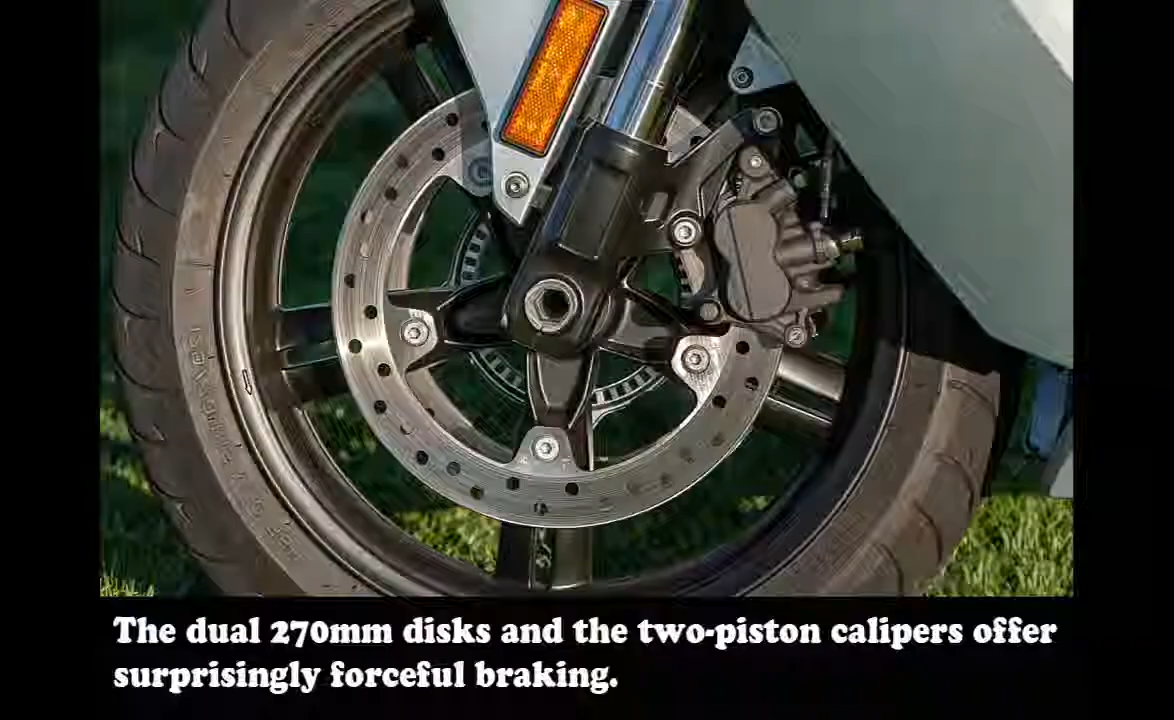 The dual 270mm disks and the two-piston calipers offer
surprisingly forceful braking.